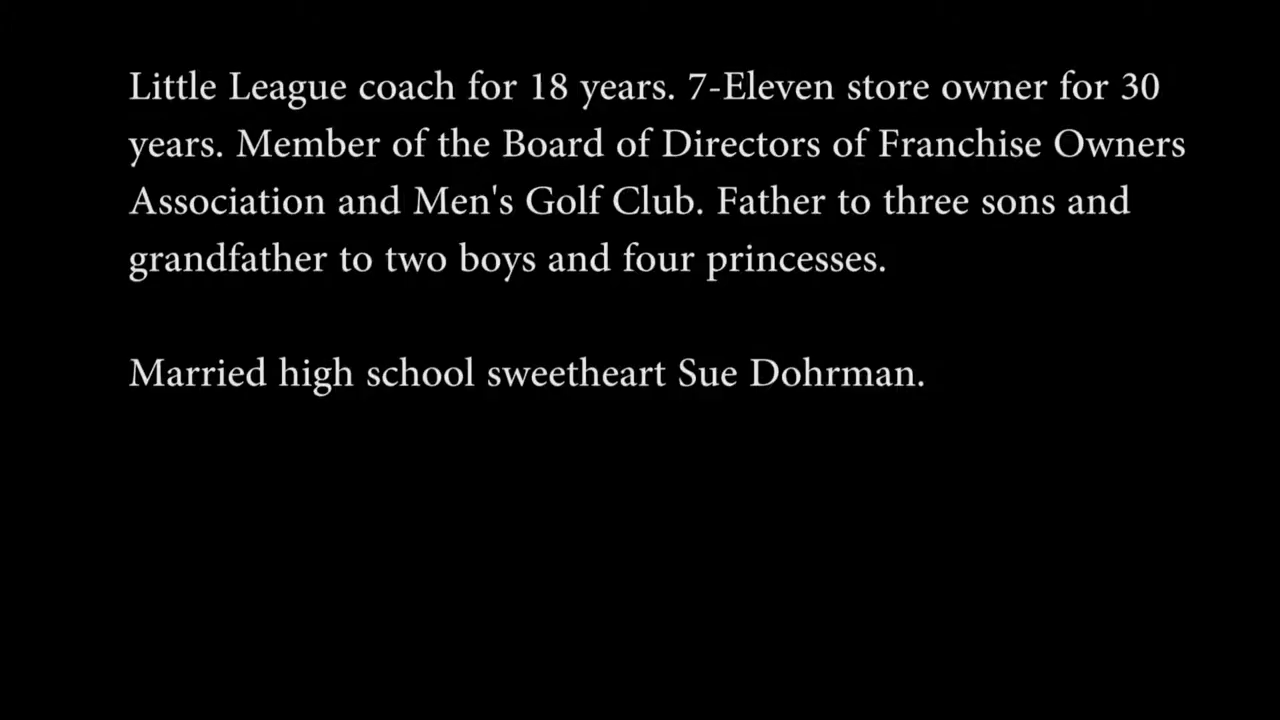 Little League coach for 18 years. 7-Eleven store owner for 30
years. Member of the Board of Directors of Franchise Owners
Association and Men's Golf Club. Father to three sons and
grandfather to two boys and four princesses.
Married high school sweetheart Sue Dohrman.